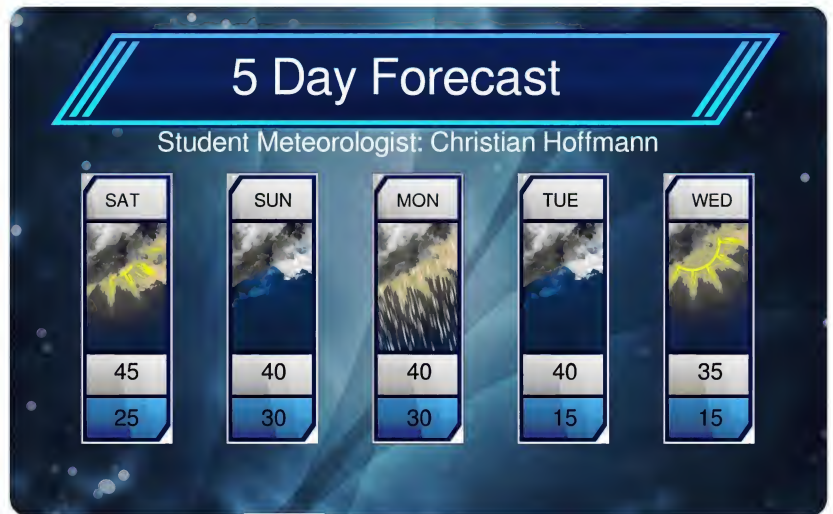 5 Day Forecast
Student Meteorologist: Christian Hoffmann
SAT SUN MON TUE WED
45 40 40 40 35
25 30 30 15 15